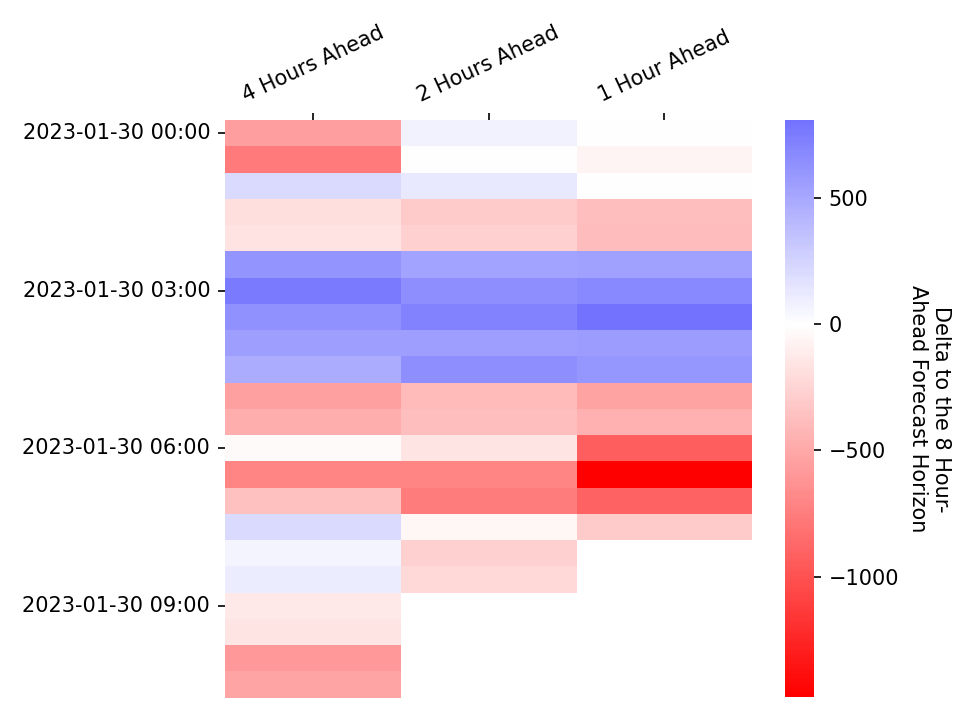 4 Hours Ahead
2 Hours Ahead
1 Hour Ahead
2023-01-30 00:00
2023-01-30 03:00
2023-01-30 06:00
2023-01-30 09:00
500
0
−500
−1000
Delta to the 8 Hour-
Ahead Forecast Horizon